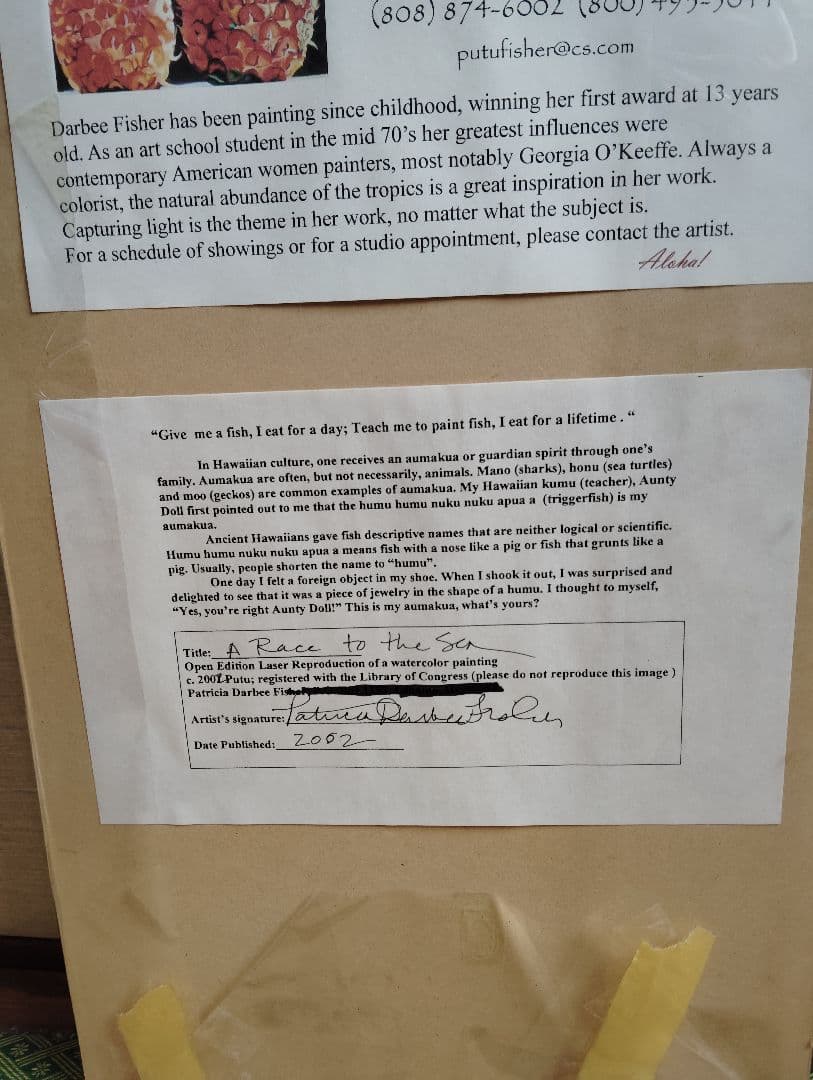 (808) 874-6002 (800)
putufisher@cs.com
Darbee Fisher has been painting since childhood, winning her first award at 13 years
old. As an art school student in the mid 70's her greatest influences were
contemporary American women painters, most notably Georgia O'Keeffe. Always a
colorist, the natural abundance of the tropics is a great inspiration in her work.
Capturing light is the theme in her work, no matter what the subject is.
For a schedule of showings or for a studio appointment, please contact the artist.
Aloha!
“Give me a fish, I eat for a day; Teach me to paint fish, I eat for a lifetime . “
In Hawaiian culture, one receives an aumakua or guardian spirit through one's
family. Aumakua are often, but not necessarily, animals. Mano (sharks), honu (sea turtles)
and moo (geckos) are common examples of aumakua. My Hawaiian kumu (teacher), Aunty
Doll first pointed out to me that the humu humu nuku nuku apua a (triggerfish) is my
aumakua.
Ancient Hawaiians gave fish descriptive names that are neither logical or scientific.
Humu humu nuku nuku apua a means fish with a nose like a pig or fish that grunts like a
pig. Usually, people shorten the name to “humu”.
One day I felt a foreign object in my shoe. When I shook it out, I was surprised and
delighted to see that it was a piece of jewelry in the shape of a humu. I thought to myself,
“Yes, you're right Aunty Doll!” This is my aumakua, what's yours?
Title: A Race to the Sea
Open Edition Laser Reproduction of a watercolor painting
c. 2002 Putu; registered with the Library of Congress (please do not reproduce this image )
Patricia Darbee Fisher
Artist's signature: Patricia Darbee Fisher
Date Published: 2002